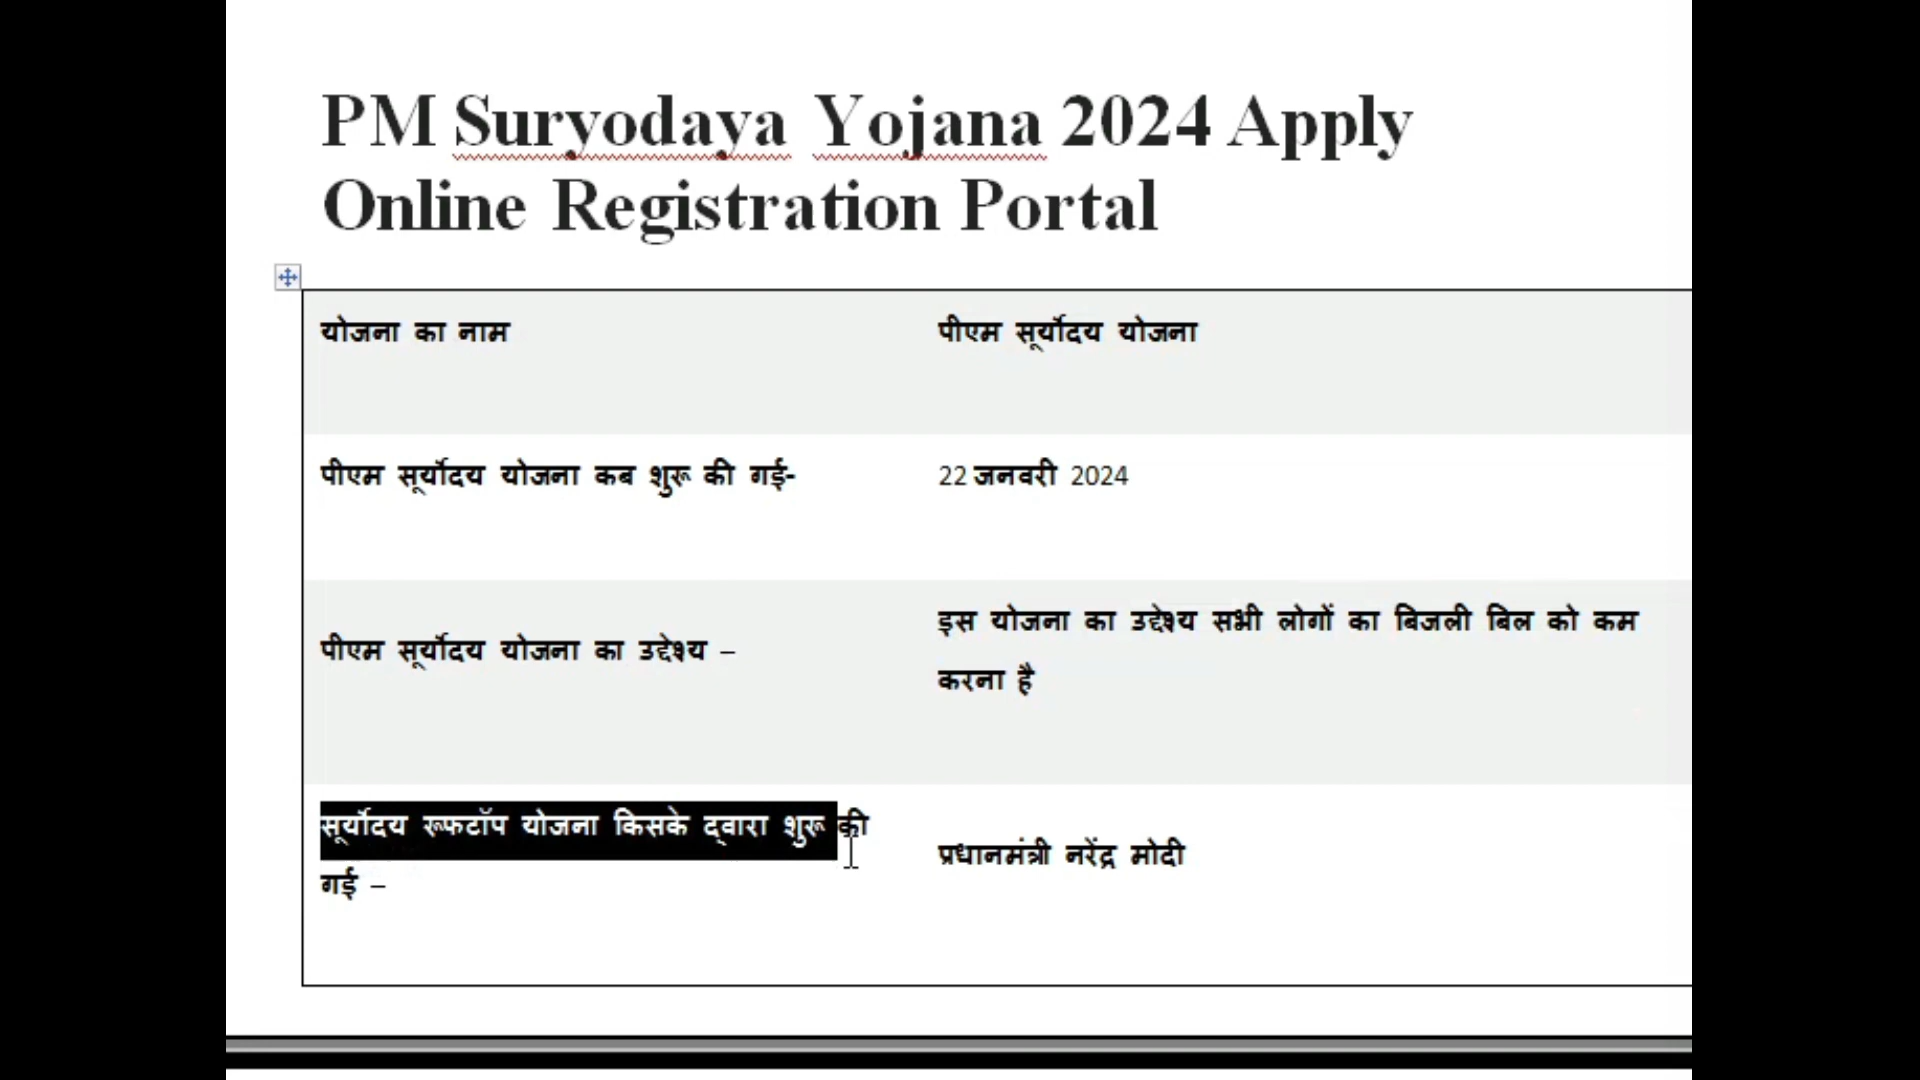 PM Suryodaya Yojana 2024 Apply
Online Registration Portal
योजना का नाम
पीएम सूर्योदय योजना
पीएम सूर्योदय योजना कब शुरू की गई-
22 जनवरी 2024
पीएम सूर्योदय योजना का उद्देश्य –
इस योजना का उद्देश्य सभी लोगों का बिजली बिल को कम
करना है
सूर्योदय रूफटॉप योजना किसके द्वारा शुरू की
गई –
प्रधानमंत्री नरेंद्र मोदी